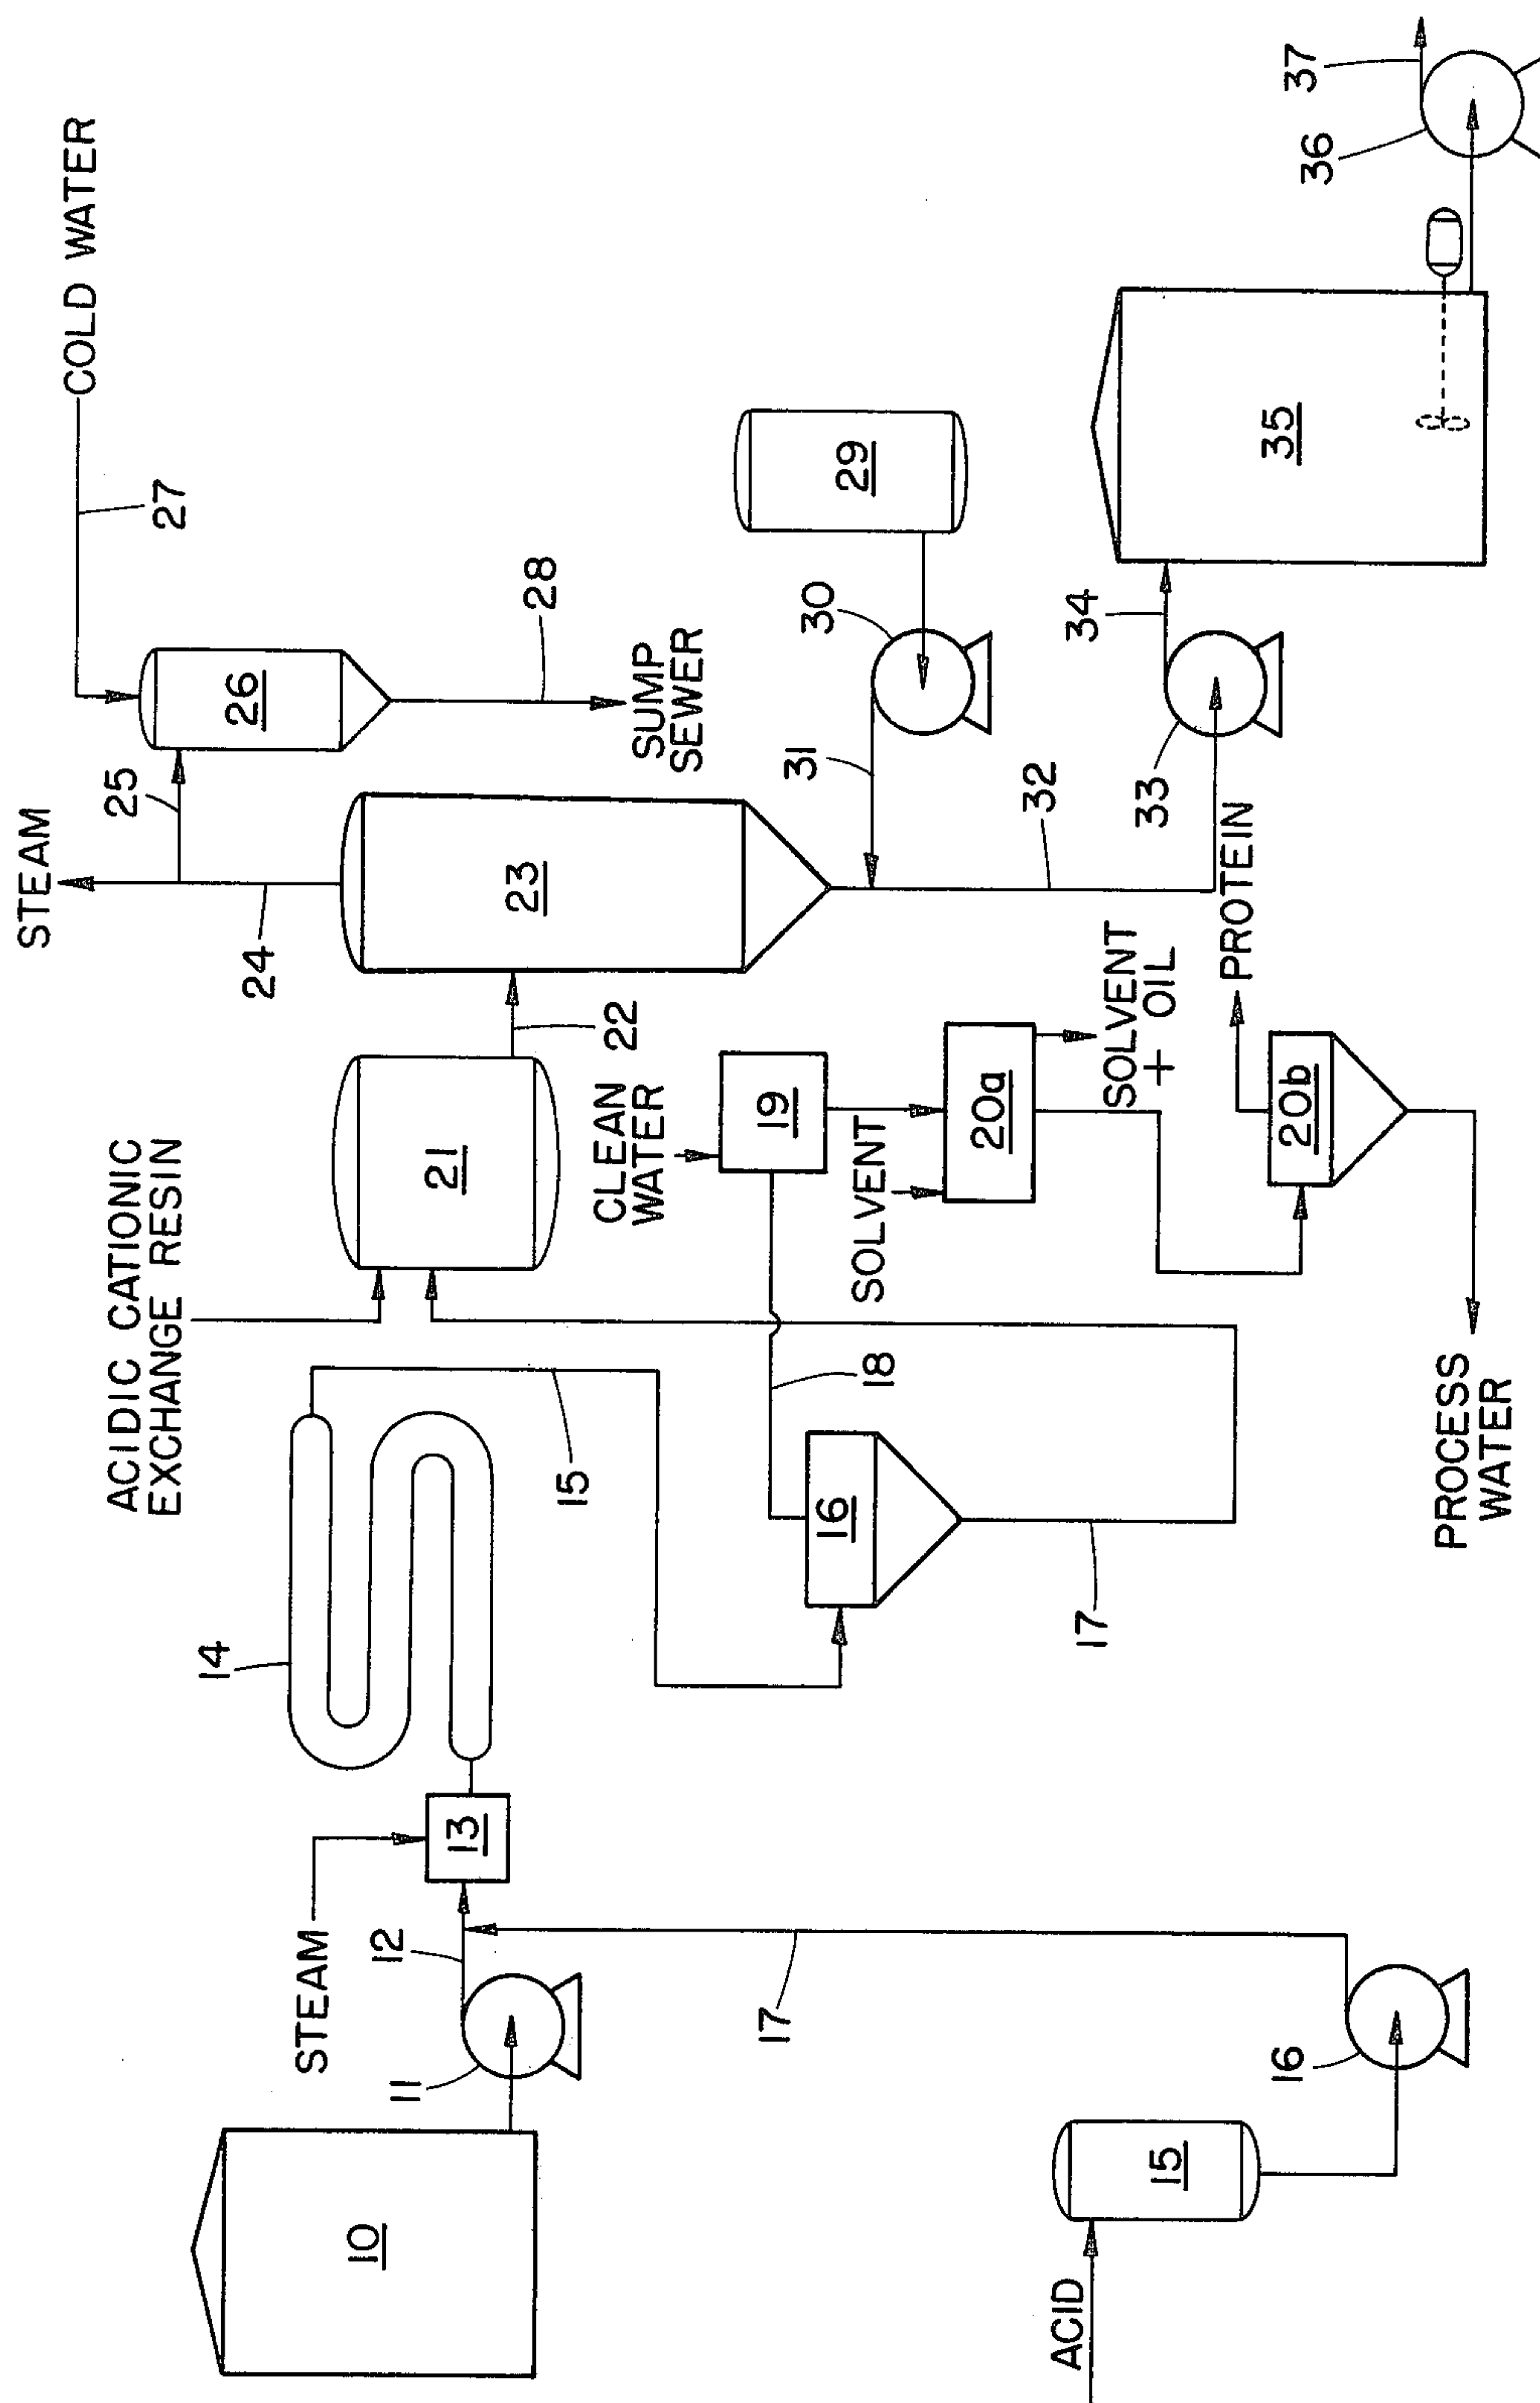 STEAM
COLD WATER
27
25
26
24
28
SUMP
SEWER
23
22
21
ACIDIC CATIONIC
EXCHANGE RESIN
29
30
31
32
33
34
35
36
37
CLEAN
WATER
19
SOLVENT
20a
SOLVENT
+ OIL
PROTEIN
20b
PROCESS
WATER
14
15
18
16
17
STEAM
13
12
11
10
17
16
15
ACID